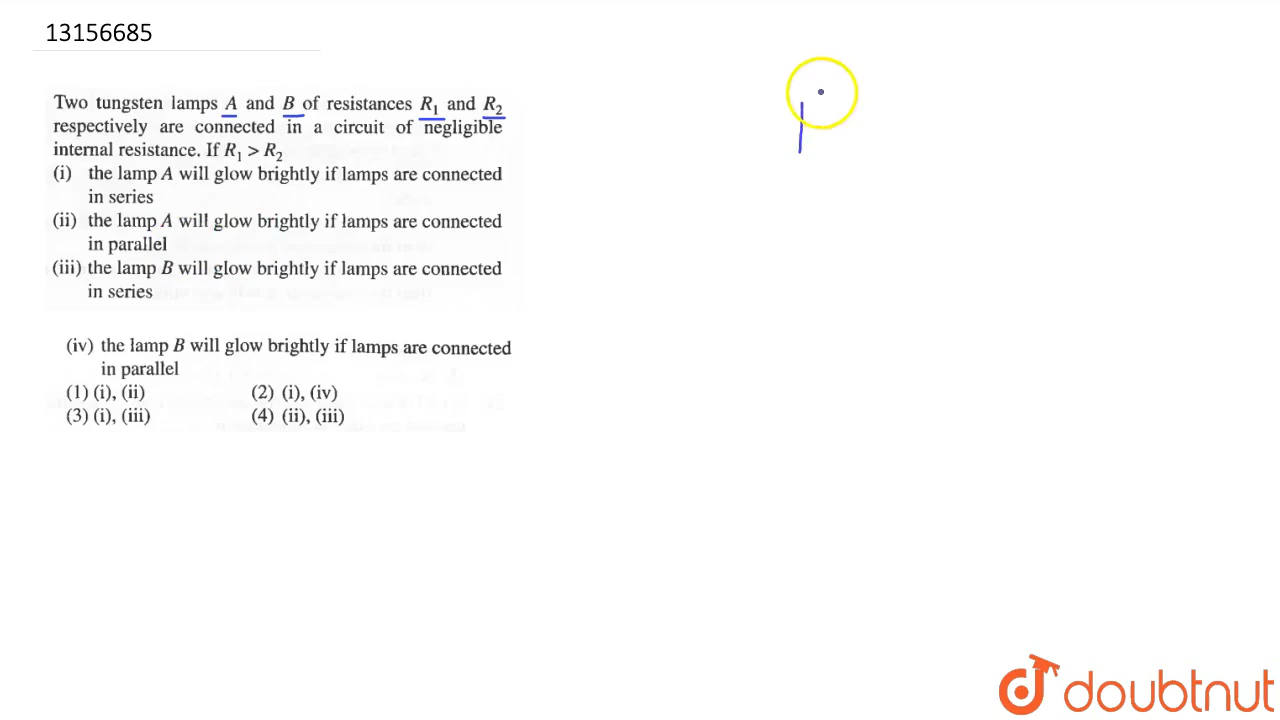 13156685
Two tungsten lamps A and B of resistances R₁ and R₂
respectively are connected in a circuit of negligible
internal resistance. If R₁ > R₂
(i) the lamp A will glow brightly if lamps are connected
in series
(ii) the lamp A will glow brightly if lamps are connected
in parallel
(iii) the lamp B will glow brightly if lamps are connected
in series
(iv) the lamp B will glow brightly if lamps are connected
in parallel
(1) (i), (ii) (2) (i), (iv)
(3) (i), (iii) (4) (ii), (iii)
doubtnut